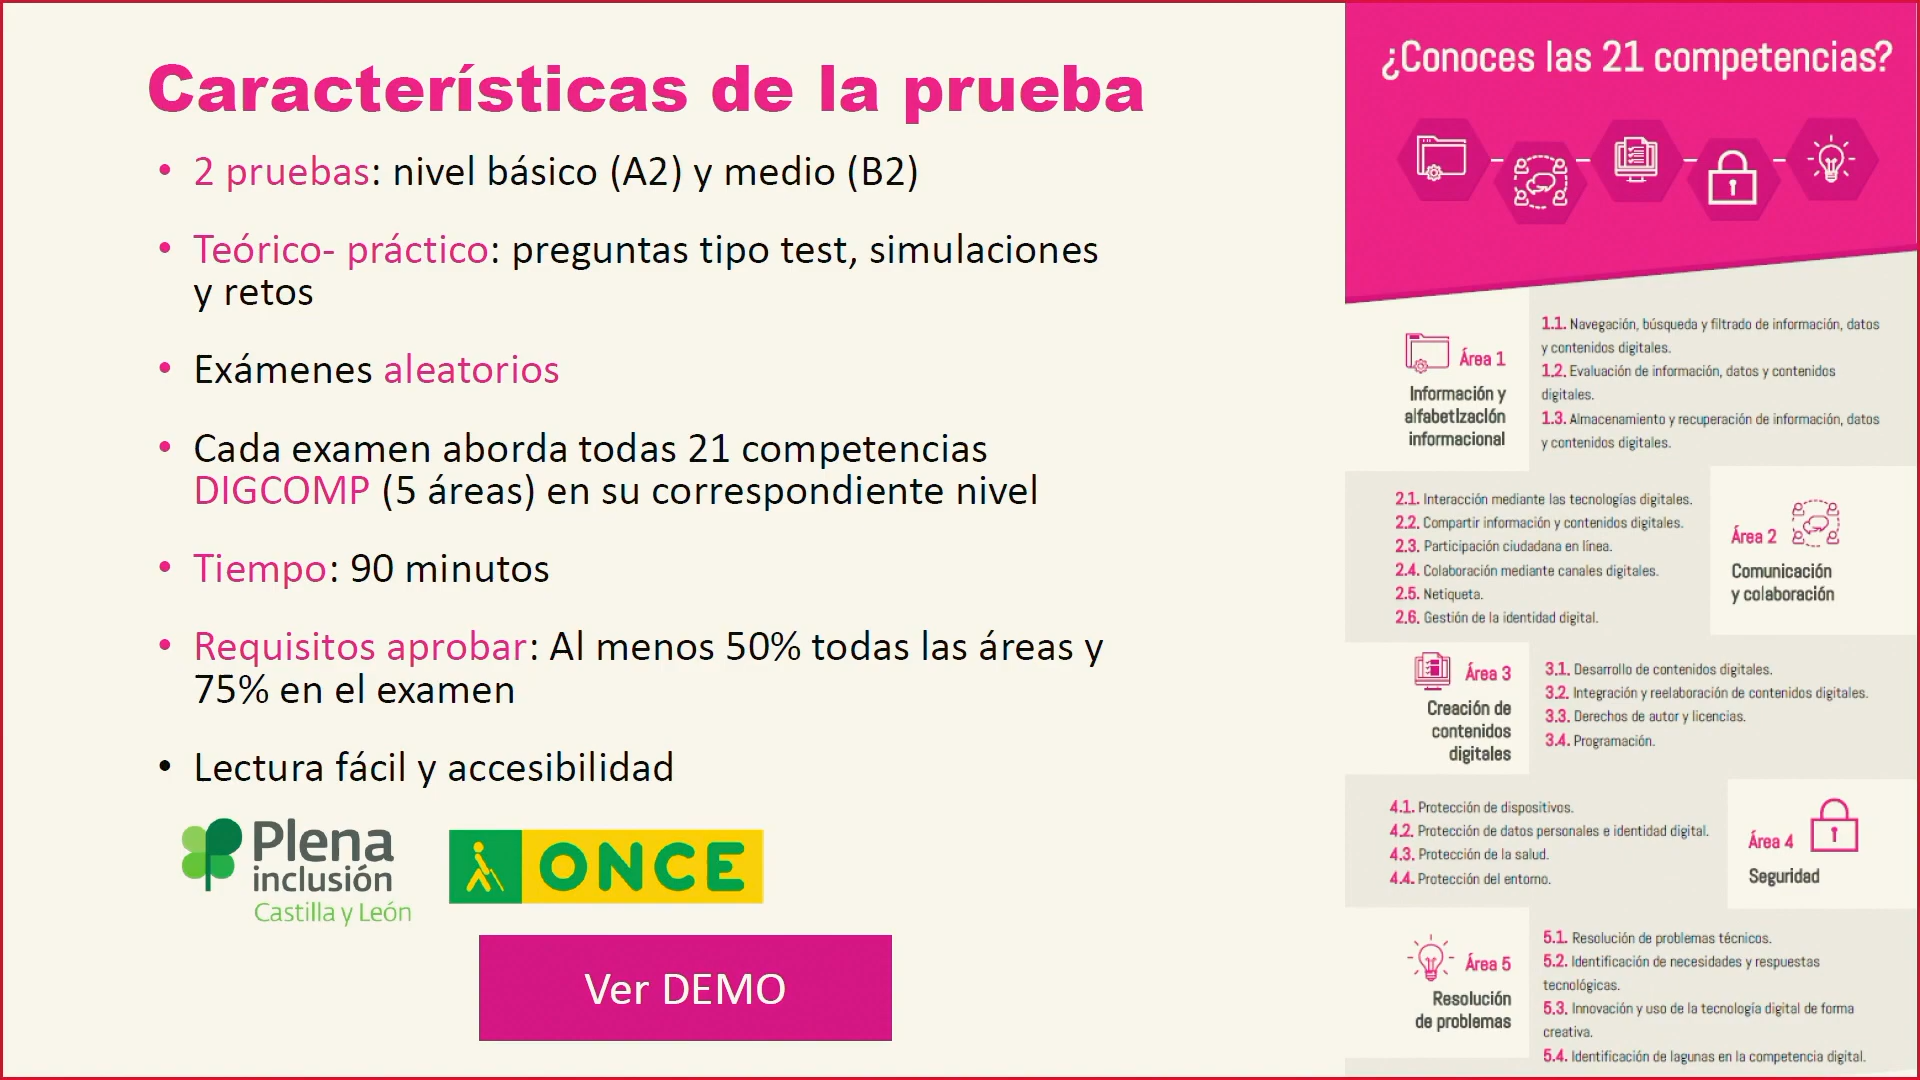 Características de la prueba
• 2 pruebas: nivel básico (A2) y medio (B2)
• Teórico- práctico: preguntas tipo test, simulaciones
y retos
• Exámenes aleatorios
• Cada examen aborda todas 21 competencias
DIGCOMP (5 áreas) en su correspondiente nivel
• Tiempo: 90 minutos
• Requisitos aprobar: Al menos 50% todas las áreas y
75% en el examen
• Lectura fácil y accesibilidad
Plena
inclusión
Castilla y León
ONCE
Ver DEMO
¿Conoces las 21 competencias?
Área 1
Información y
alfabetización
informacional
1.1. Navegación, búsqueda y filtrado de información, datos
y contenidos digitales.
1.2. Evaluación de información, datos y contenidos
digitales.
1.3. Almacenamiento y recuperación de información, datos
y contenidos digitales.
2.1. Interacción mediante las tecnologías digitales.
2.2. Compartir información y contenidos digitales.
2.3. Participación ciudadana en línea.
2.4. Colaboración mediante canales digitales.
2.5. Netiqueta.
2.6. Gestión de la identidad digital.
Área 2
Comunicación
y colaboración
Área 3
Creación de
contenidos
digitales
3.1. Desarrollo de contenidos digitales.
3.2. Integración y reelaboración de contenidos digitales.
3.3. Derechos de autor y licencias.
3.4. Programación.
4.1. Protección de dispositivos.
4.2. Protección de datos personales e identidad digital.
4.3. Protección de la salud.
4.4. Protección del entorno.
Área 4
Seguridad
Área 5
Resolución
de problemas
5.1. Resolución de problemas técnicos.
5.2. Identificación de necesidades y respuestas
tecnológicas.
5.3. Innovación y uso de la tecnología digital de forma
creativa.
5.4. Identificación de lagunas en la competencia digital.